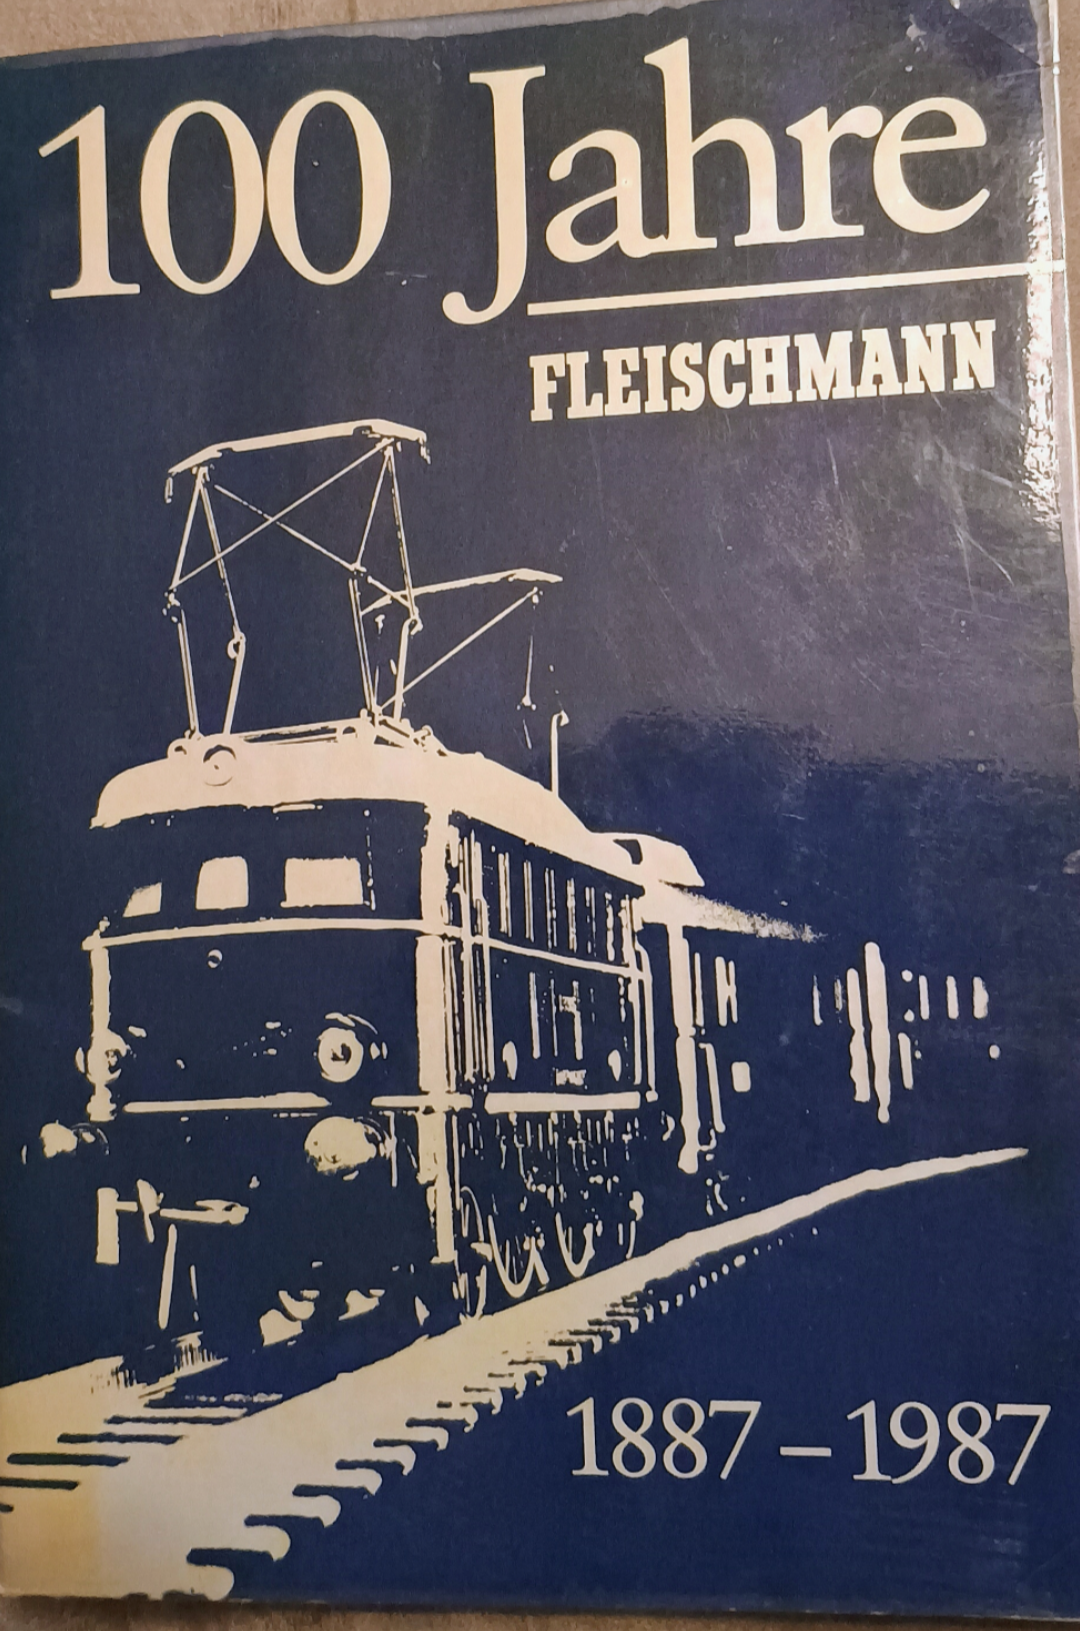 100 Jahre
FLEISCHMANN
1887 – 1987